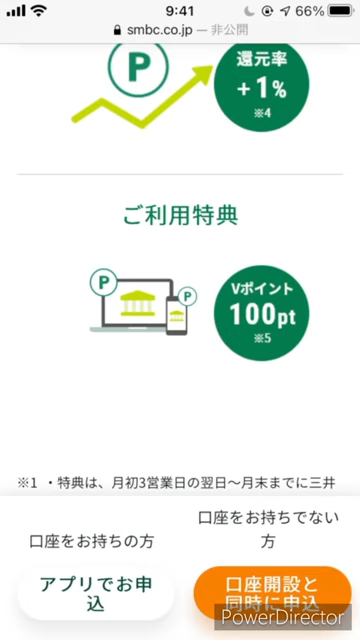 9:41
66%
smbc.co.jp — 非公開
P
還元率
+1%
※4
ご利用特典
P
P
Vポイント
100pt
※5
※1 ・特典は、月初3営業日の翌日〜月末までに三井
口座をお持ちの方
アプリでお申
込
口座をお持ちでない
方
口座開設と
同時に申込
PowerDirector